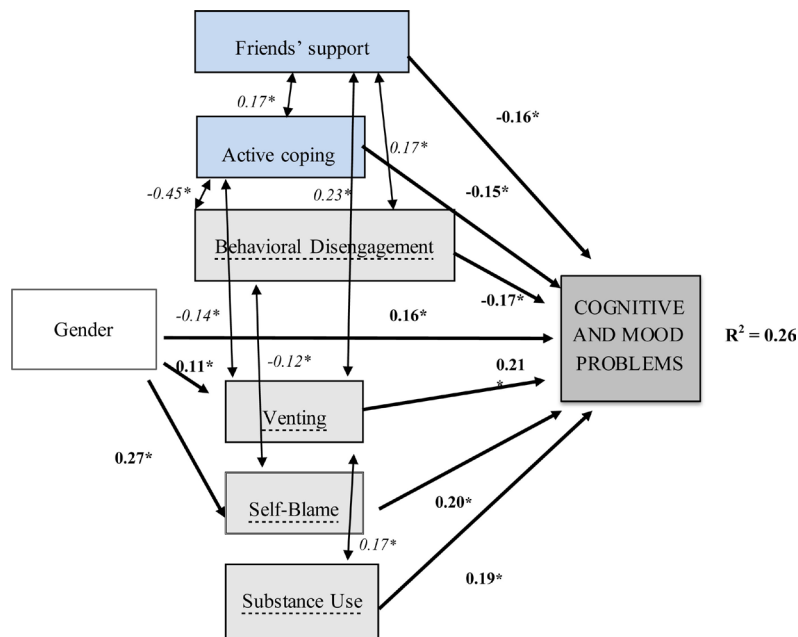 Friends’ support
0.17*
-0.16*
Active coping
0.17*
-0.45*
0.23*
-0.15*
Behavioral Disengagement
-0.17*
Gender
-0.14*
0.16*
COGNITIVE
AND MOOD
PROBLEMS
R² = 0.26
0.11*
-0.12*
0.21
*
Venting
0.27*
Self-Blame
0.20*
0.17*
0.19*
Substance Use